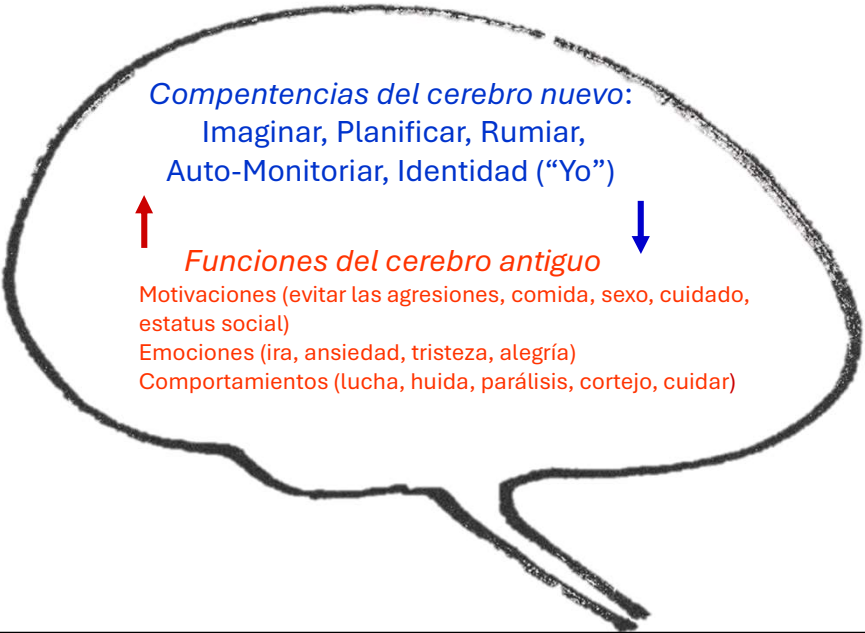 Compentencias del cerebro nuevo:
Imaginar, Planificar, Rumiar,
Auto-Monitoriar, Identidad (“Yo”)
Funciones del cerebro antiguo
Motivaciones (evitar las agresiones, comida, sexo, cuidado,
estatus social)
Emociones (ira, ansiedad, tristeza, alegría)
Comportamientos (lucha, huida, parálisis, cortejo, cuidar)